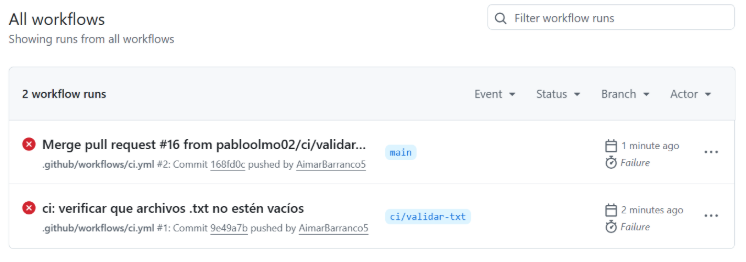 All workflows
Filter workflow runs
Showing runs from all workflows
2 workflow runs Event Status Branch Actor
Merge pull request #16 from pabloolmo02/ci/validar... main 1 minute ago
.github/workflows/ci.yml #2: Commit 168fd0c pushed by AimarBarranco5 Failure
ci: verificar que archivos .txt no estén vacíos ci/validar-txt 2 minutes ago
.github/workflows/ci.yml #1: Commit 9e49a7b pushed by AimarBarranco5 Failure